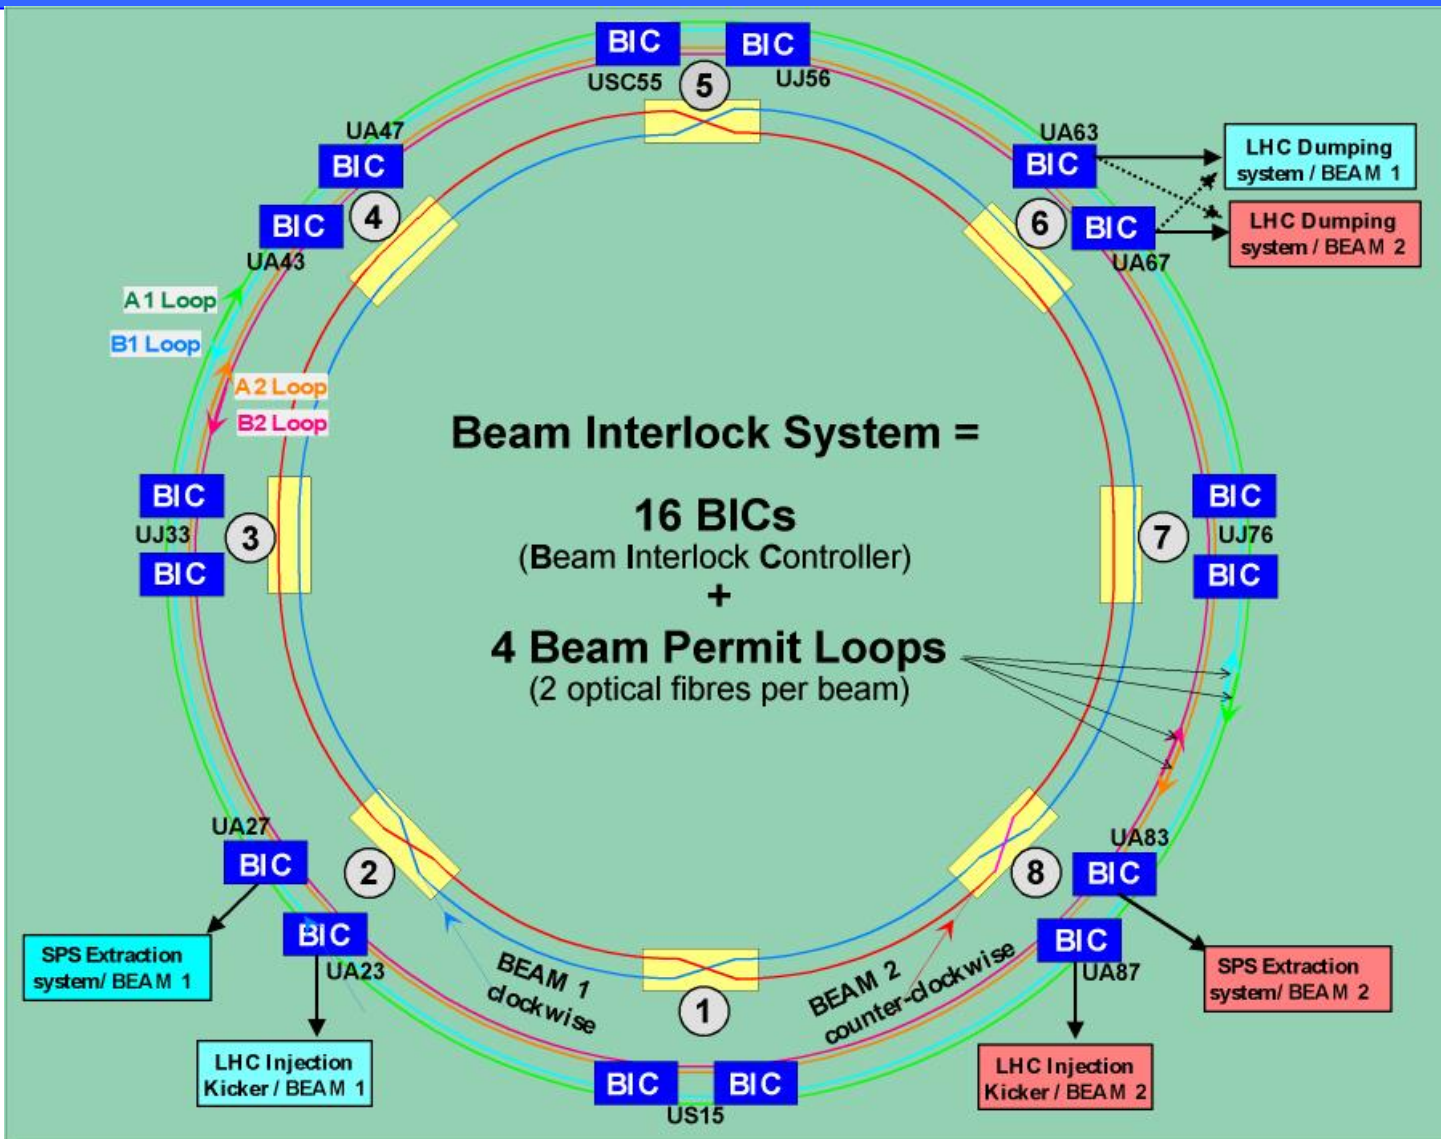 BIC
BIC
USC55
UJ56
5
UA47
BIC
4
BIC
UA43
UA63
BIC
6
BIC
UA67
LHC Dumping
system / BEAM 1
LHC Dumping
system / BEAM 2
A1 Loop
B1 Loop
A2 Loop
B2 Loop
Beam Interlock System =
16 BICs
(Beam Interlock Controller)
+
4 Beam Permit Loops
(2 optical fibres per beam)
BIC
UJ33
BIC
3
7
BIC
UJ76
BIC
UA27
BIC
2
BIC
UA23
SPS Extraction
system/ BEAM 1
LHC Injection
Kicker / BEAM 1
BEAM 1
clockwise
1
BEAM 2
counter-clockwise
8
UA83
BIC
BIC
UA87
SPS Extraction
system/ BEAM 2
LHC Injection
Kicker / BEAM 2
BIC
BIC
US15